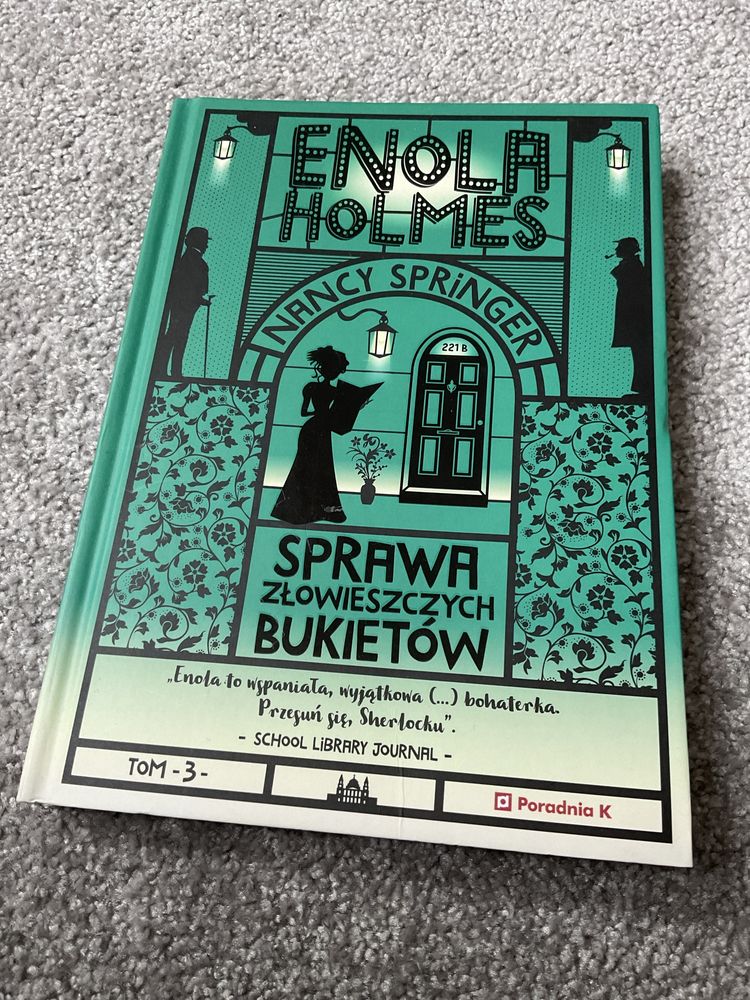 ENOLA
HOLMES
NANCY SPRINGER
221 B
SPRAWA
ZŁOWIESZCZYCH
BUKIETÓW
„Enola to wspaniała, wyjątkowa (...) bohaterka.
Przesuń się, Sherlocku”.
- SCHOOL LIBRARY JOURNAL -
TOM - 3 -
Poradnia K